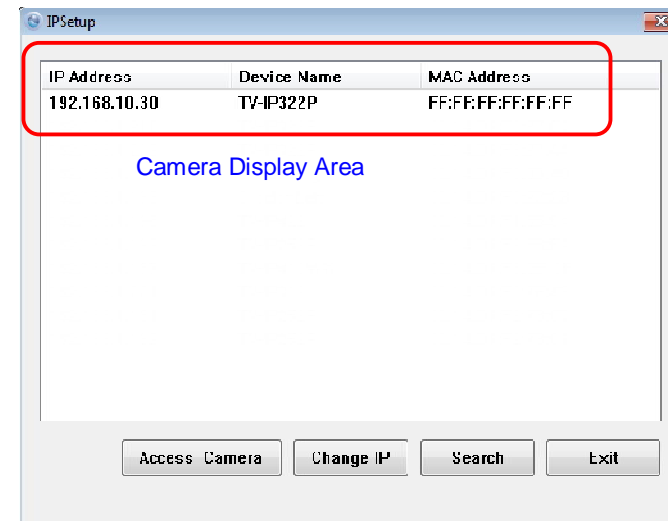 IPSetup
IP Address Device Name MAC Address
192.168.10.30 TV-IP322P FF:FF:FF:FF:FF:FF
Camera Display Area
Access Camera Change IP Search Exit